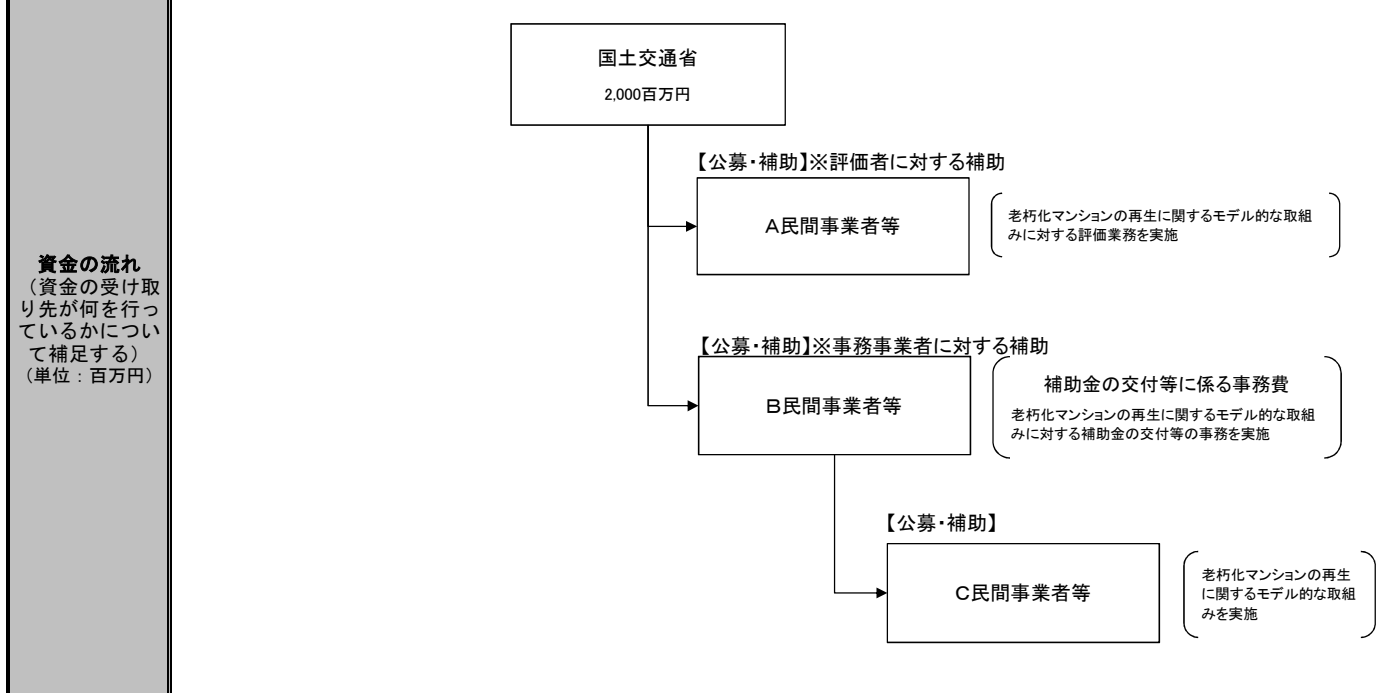 資金の流れ
（資金の受け取
り先が何を行っ
ているかについ
て補足する）
（単位：百万円）
国土交通省
2,000百万円
【公募・補助】※評価者に対する補助
A民間事業者等
老朽化マンションの再生に関するモデル的な取組
みに対する評価業務を実施
【公募・補助】※事務事業者に対する補助
B民間事業者等
補助金の交付等に係る事務費
老朽化マンションの再生に関するモデル的な取組
みに対する補助金の交付等の事務を実施
【公募・補助】
C民間事業者等
老朽化マンションの再生
に関するモデル的な取組
みを実施